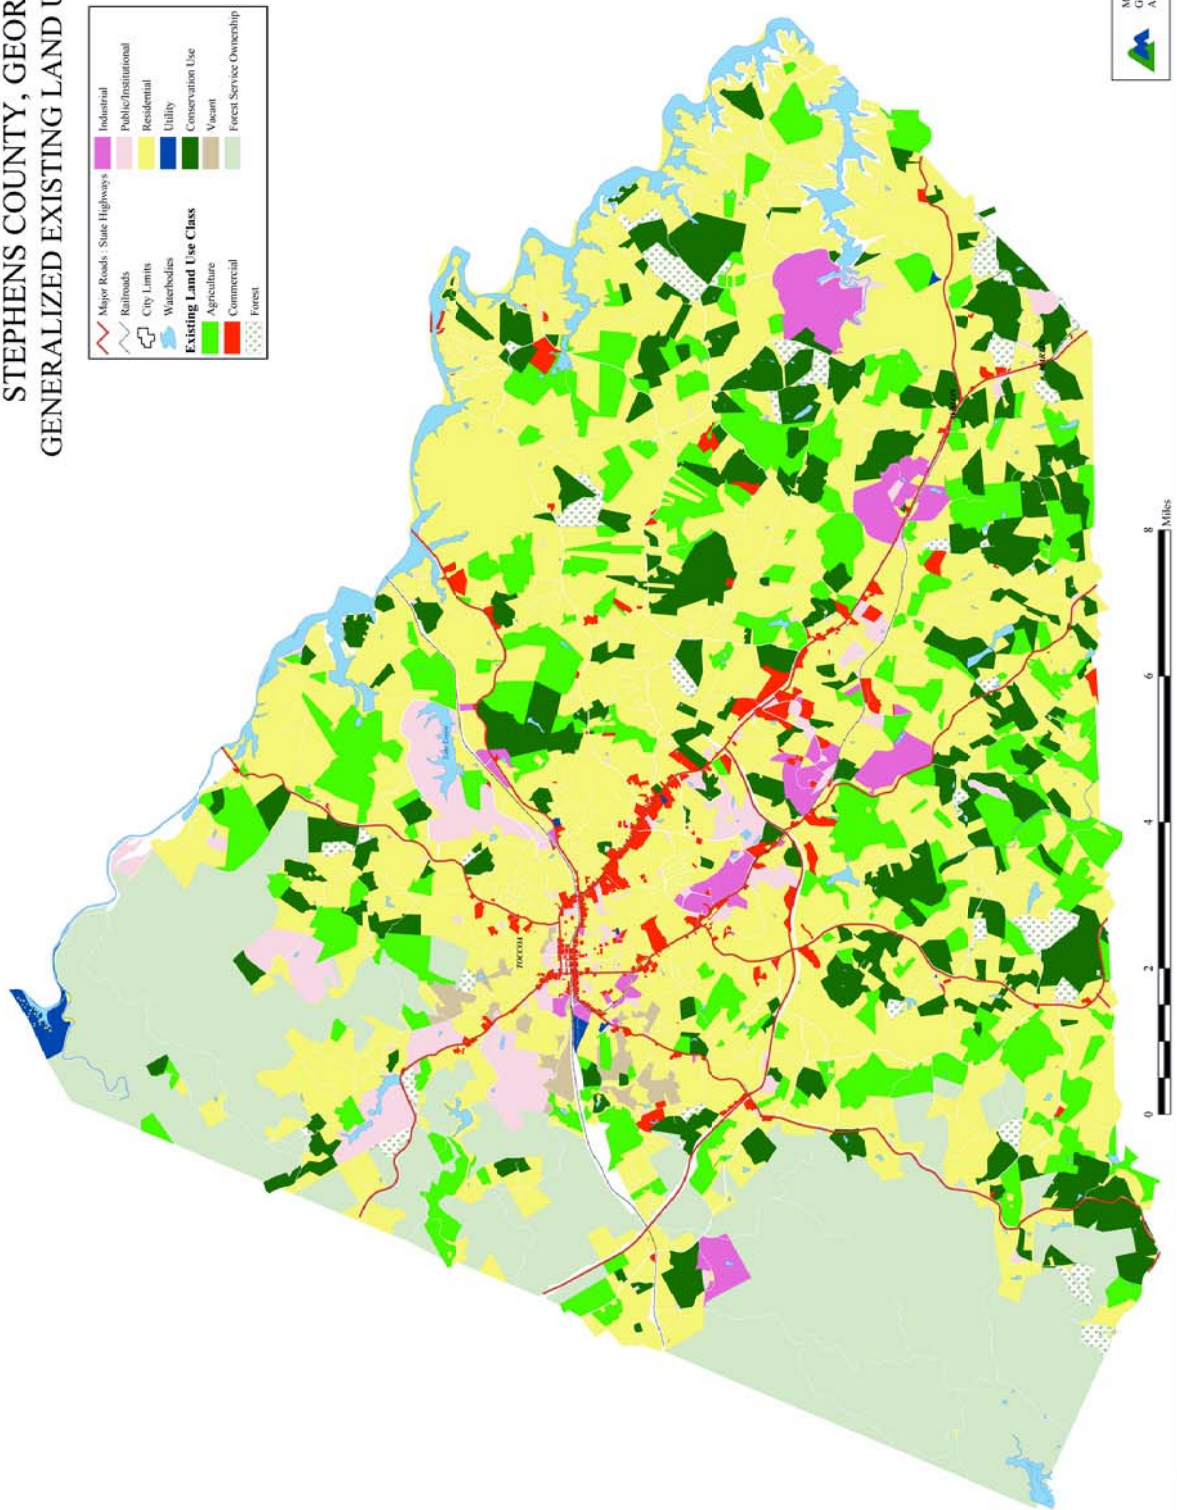 STEPHENS COUNTY, GEOR
GENERALIZED EXISTING LAND U
Major Roads : State Highways
Railroads
City Limits
Waterbodies
Existing Land Use Class
Agriculture
Commercial
Forest
Industrial
Public/Institutional
Residential
Utility
Conservation Use
Vacant
Forest Service Ownership
M
G
A
TOCCOA
0 2 4 6 8
Miles